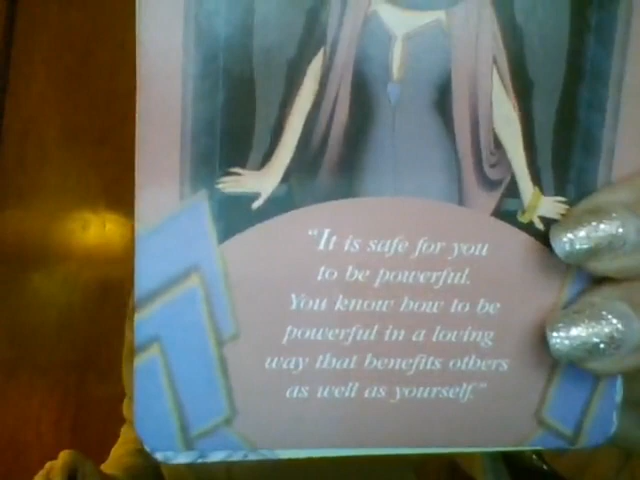 "It is safe for you
to be powerful.
You know how to be
powerful in a loving
way that benefits others
as well as yourself."